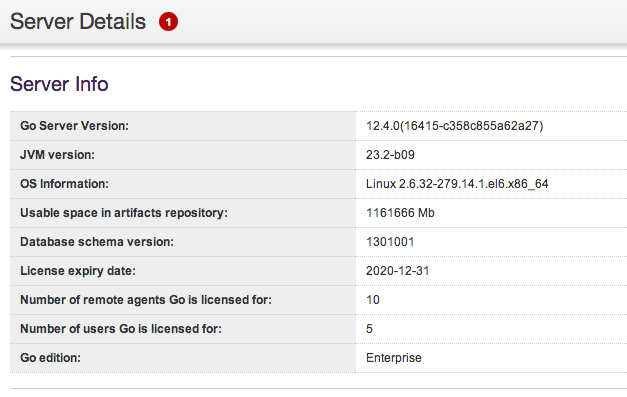 Server Details 1
Server Info
Go Server Version: 12.4.0(16415-c358c855a62a27)
JVM version: 23.2-b09
OS Information: Linux 2.6.32-279.14.1.el6.x86_64
Usable space in artifacts repository: 1161666 Mb
Database schema version: 1301001
License expiry date: 2020-12-31
Number of remote agents Go is licensed for: 10
Number of users Go is licensed for: 5
Go edition: Enterprise